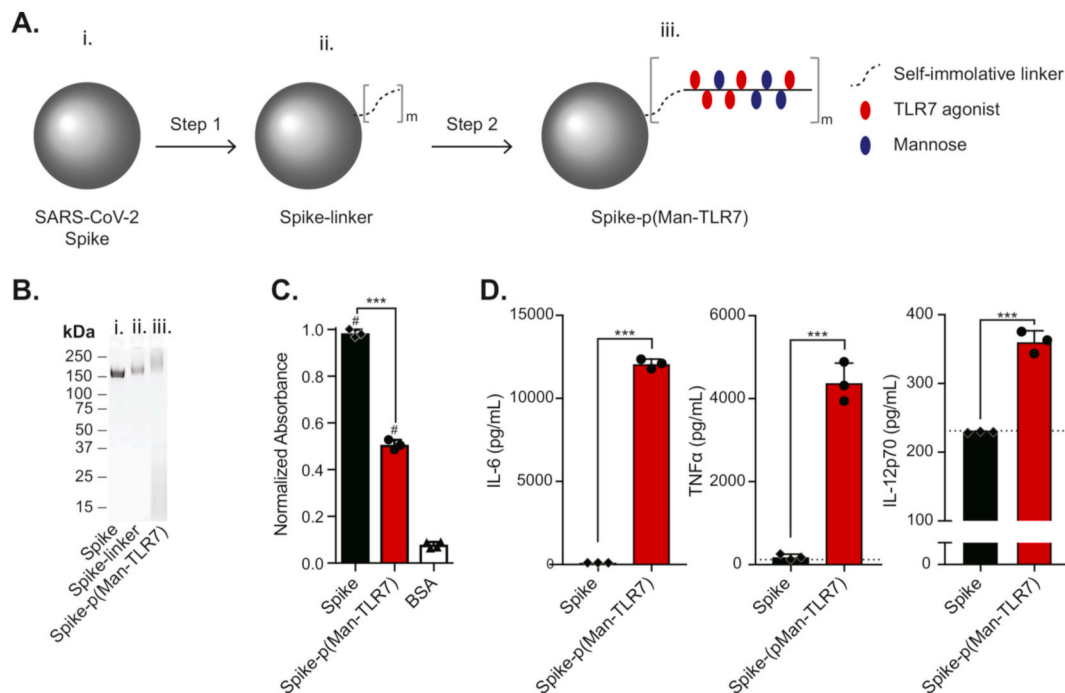 A.
i.
ii.
iii.
m
m
Step 1
Step 2
SARS-CoV-2
Spike
Spike-linker
Spike-p(Man-TLR7)
Self-immolative linker
TLR7 agonist
Mannose
B.
kDa
i. ii. iii.
250
150
100
75
50
37
25
15
Spike
Spike-linker
Spike-p(Man-TLR7)
C.
***
#
#
Normalized Absorbance
1.0
0.8
0.6
0.4
0.2
0.0
Spike
Spike-p(Man-TLR7)
BSA
D.
***
IL-6 (pg/mL)
15000
10000
5000
0
Spike
Spike-p(Man-TLR7)
***
TNFα (pg/mL)
6000
4000
2000
0
Spike
Spike-(pMan-TLR7)
***
IL-12p70 (pg/mL)
400
300
200
100
0
Spike
Spike-p(Man-TLR7)